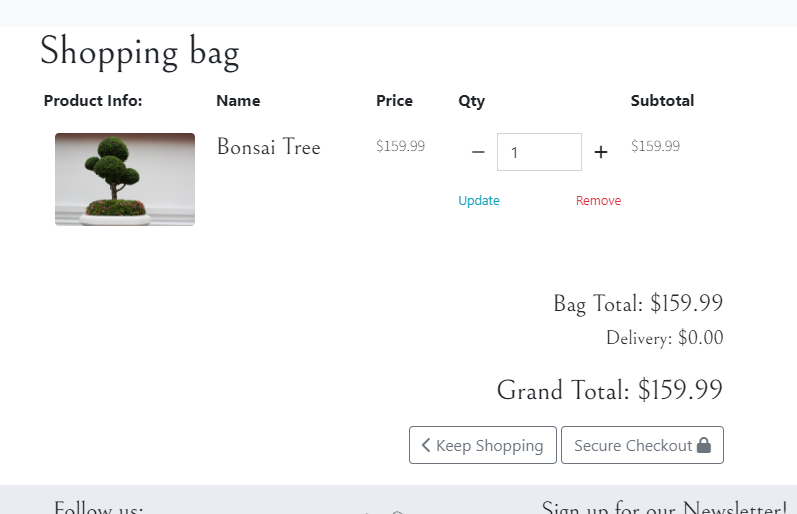 Shopping bag
Product Info: Name Price Qty Subtotal
Bonsai Tree $159.99 − 1 + $159.99
Update Remove
Bag Total: $159.99
Delivery: $0.00
Grand Total: $159.99
Keep Shopping Secure Checkout
Follow us: Sign up for our Newsletter!